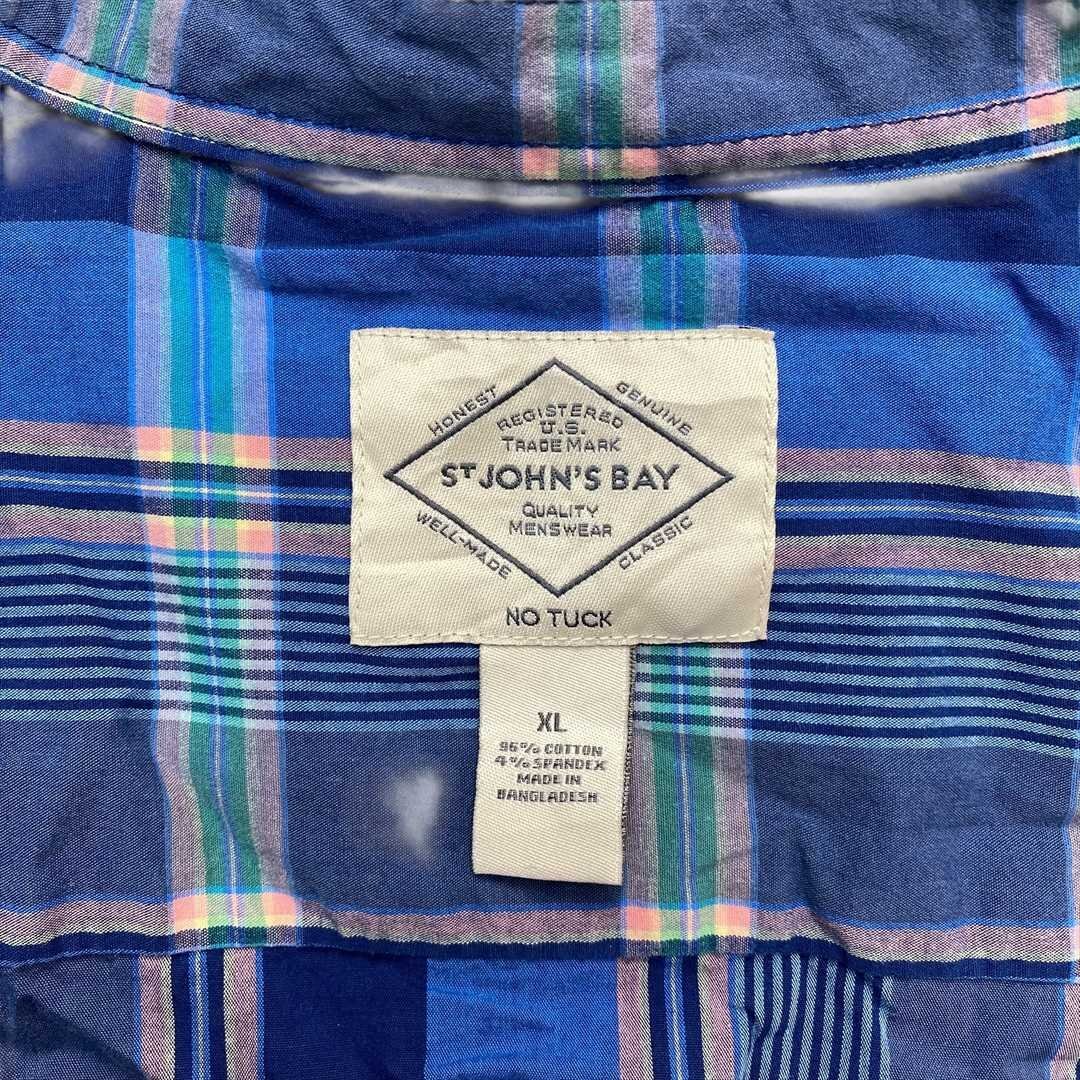 HONEST
GENUINE
REGISTERED
U.S.
TRADE MARK
ST JOHN'S BAY
QUALITY
MENSWEAR
WELL-MADE
CLASSIC
NO TUCK
XL
96% COTTON
4% SPANDEX
MADE IN
BANGLADESH